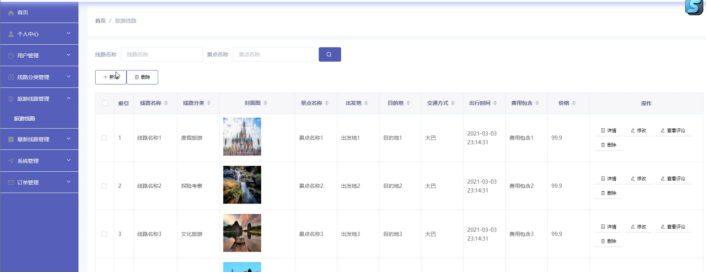 首页
个人中心
用户管理
线路分类管理
旅游线路管理
旅游线路
最新线路管理
系统管理
订单管理
首页 / 旅游线路
线路名称 线路名称 景点名称 景点名称
+ 新增 删除
索引 线路名称 线路分类 封面图 景点名称 出发地 目的地 交通方式 出行时间 费用包含 价格 操作
1 线路名称1 景点名称1 出发地1 目的地1 大巴 2021-03-03 23:14:31 费用包含1 99.9 详情 修改 查看评论 删除
2 线路名称2 探险考察 景点名称2 出发地2 目的地2 大巴 2021-03-03 23:14:31 费用包含2 99.9 详情 修改 查看评论 删除
3 线路名称3 文化旅游 景点名称3 出发地3 目的地3 大巴 2021-03-03 23:14:31 费用包含3 99.9 详情 修改 查看评论 删除